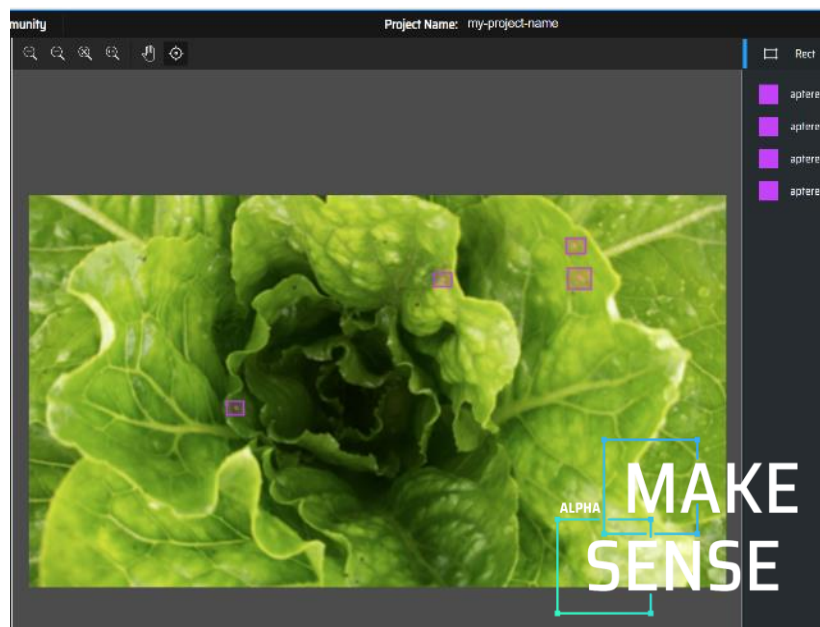 munity
Project Name: my-project-name
Rect
aptere
aptere
aptere
aptere
ALPHA
MAKE
SENSE